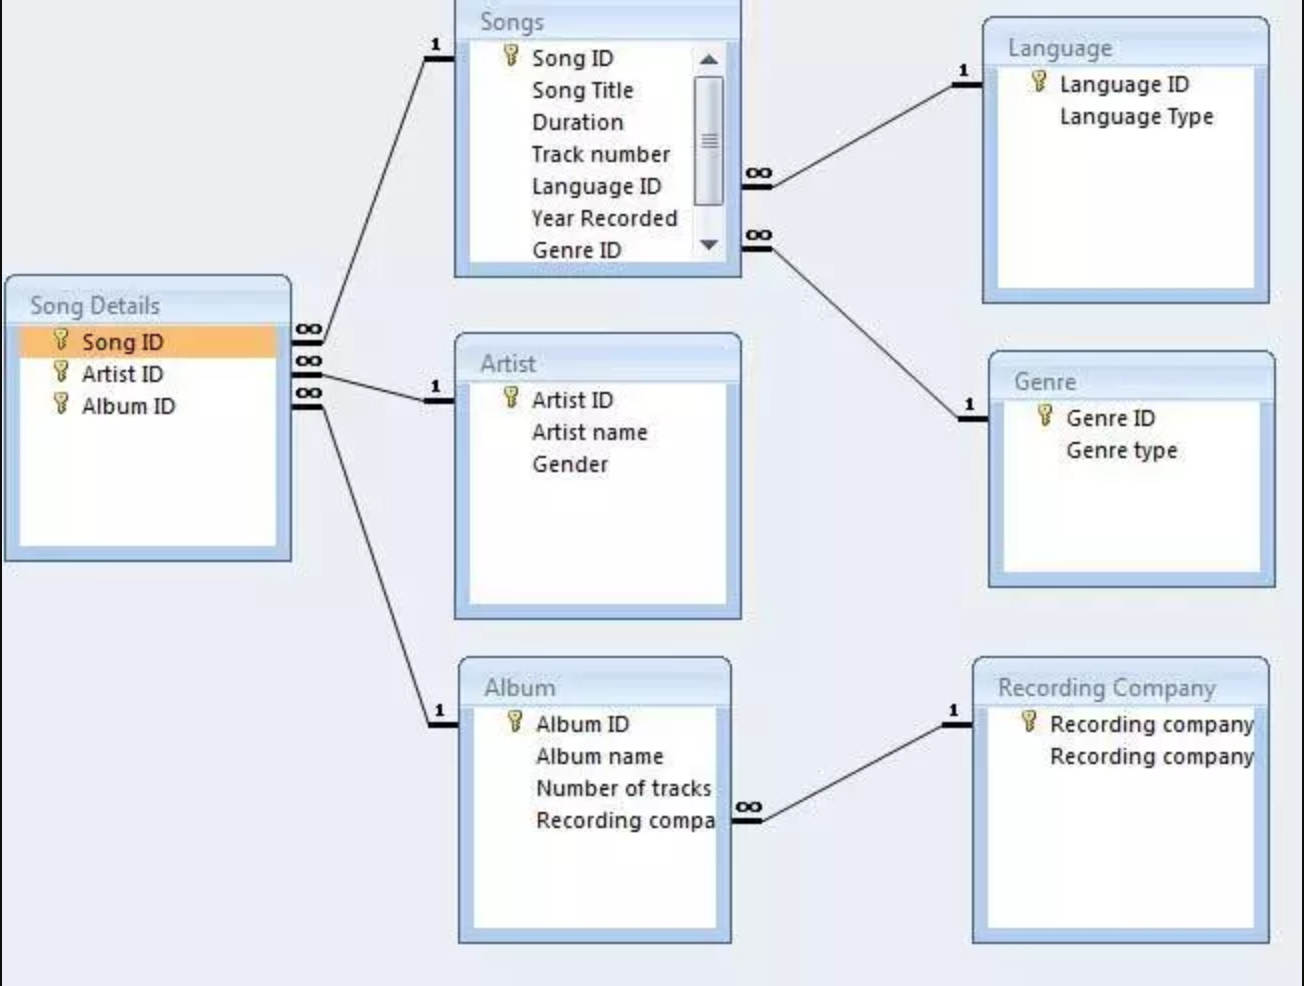 Songs
Song ID
Song Title
Duration
Track number
Language ID
Year Recorded
Genre ID
Language
Language ID
Language Type
1
1
∞
∞
Song Details
Song ID
Artist ID
Album ID
∞
∞
∞
Artist
Artist ID
Artist name
Gender
1
Genre
Genre ID
Genre type
1
Album
Album ID
Album name
Number of tracks
Recording compa
1
∞
Recording Company
Recording company
Recording company
1